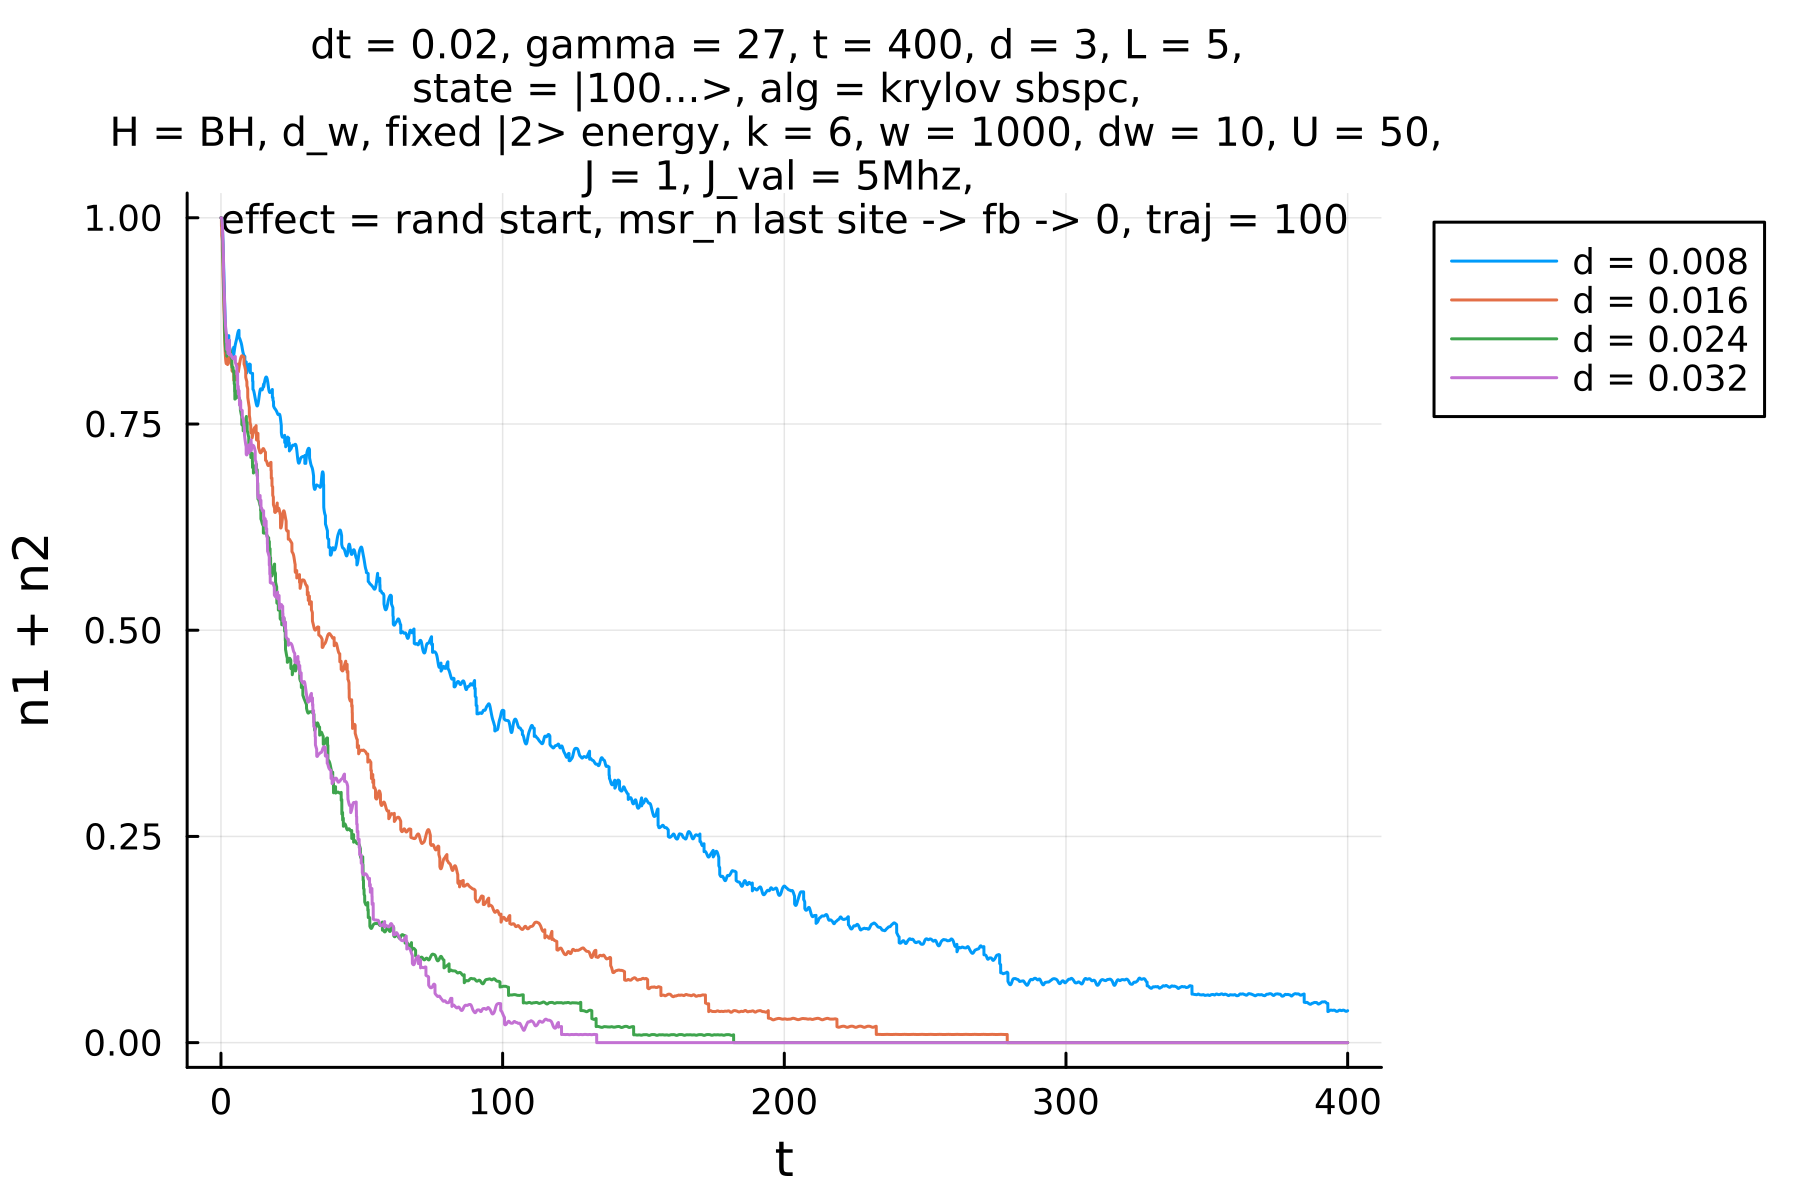 dt = 0.02, gamma = 27, t = 400, d = 3, L = 5,
state = |100...>, alg = krylov sbspc,
H = BH, d_w, fixed |2> energy, k = 6, w = 1000, dw = 10, U = 50,
J = 1, J_val = 5Mhz,
effect = rand start, msr_n last site -> fb -> 0, traj = 100
d = 0.008
d = 0.016
d = 0.024
d = 0.032
n1 + n2
1.00
0.75
0.50
0.25
0.00
0 100 200 300 400
t